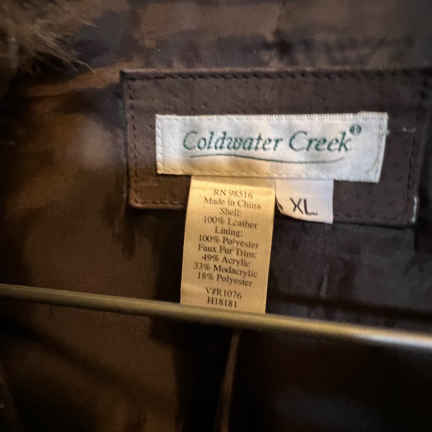 Coldwater Creek®
XL
RN 98516
Made in China
Shell:
100% Leather
Lining:
100% Polyester
Faux Fur Trim:
49% Acrylic
33% Modacrylic
18% Polyester
V#R1076
H18181